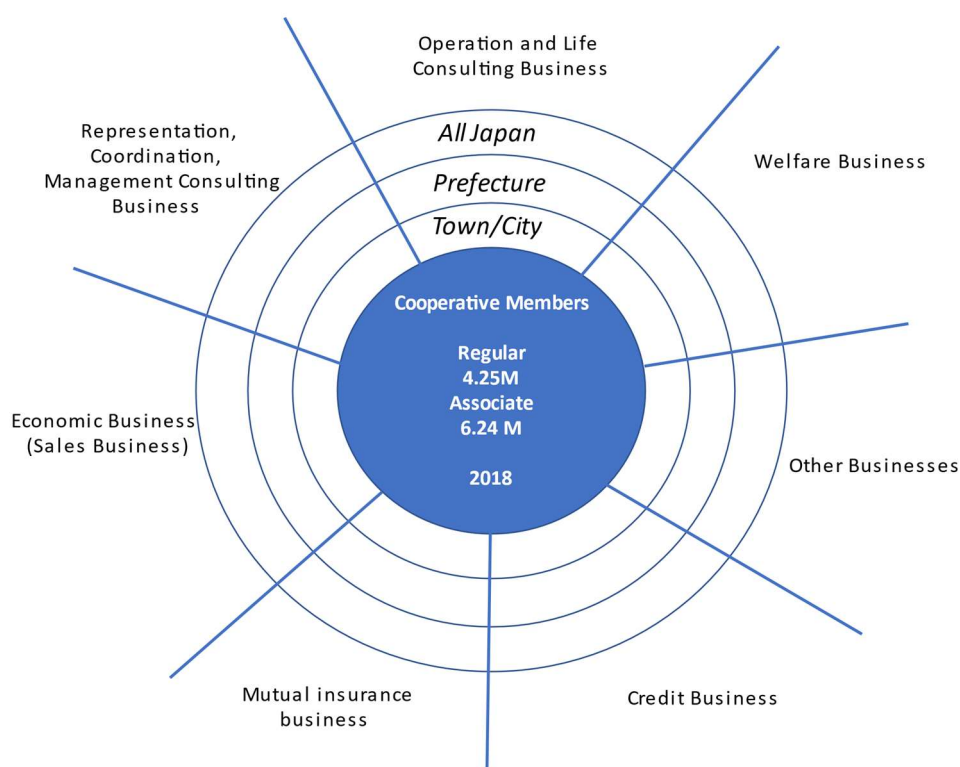 Operation and Life
Consulting Business
Representation,
Coordination,
Management Consulting
Business
All Japan
Prefecture
Town/City
Welfare Business
Cooperative Members
Regular
4.25M
Associate
6.24 M
2018
Economic Business
(Sales Business)
Other Businesses
Mutual insurance
business
Credit Business